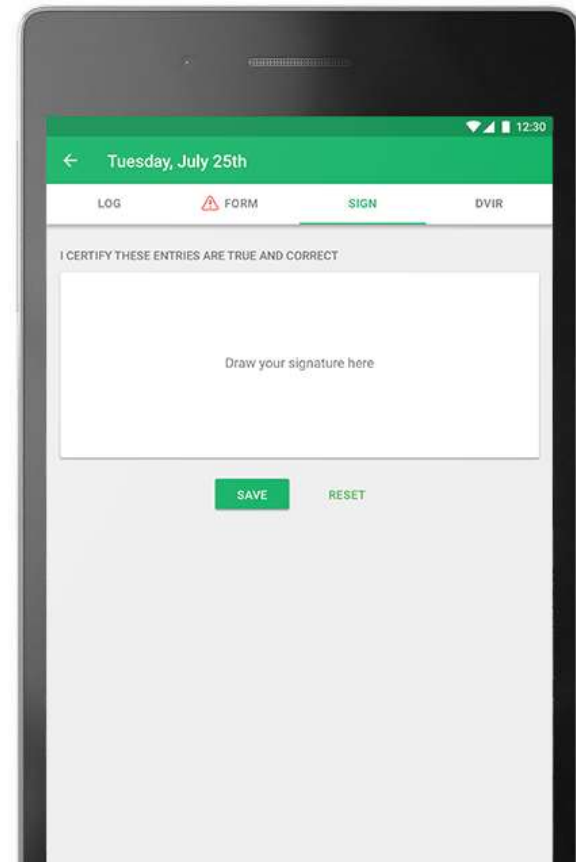 12:30
Tuesday, July 25th
LOG FORM SIGN DVIR
I CERTIFY THESE ENTRIES ARE TRUE AND CORRECT
Draw your signature here
SAVE RESET